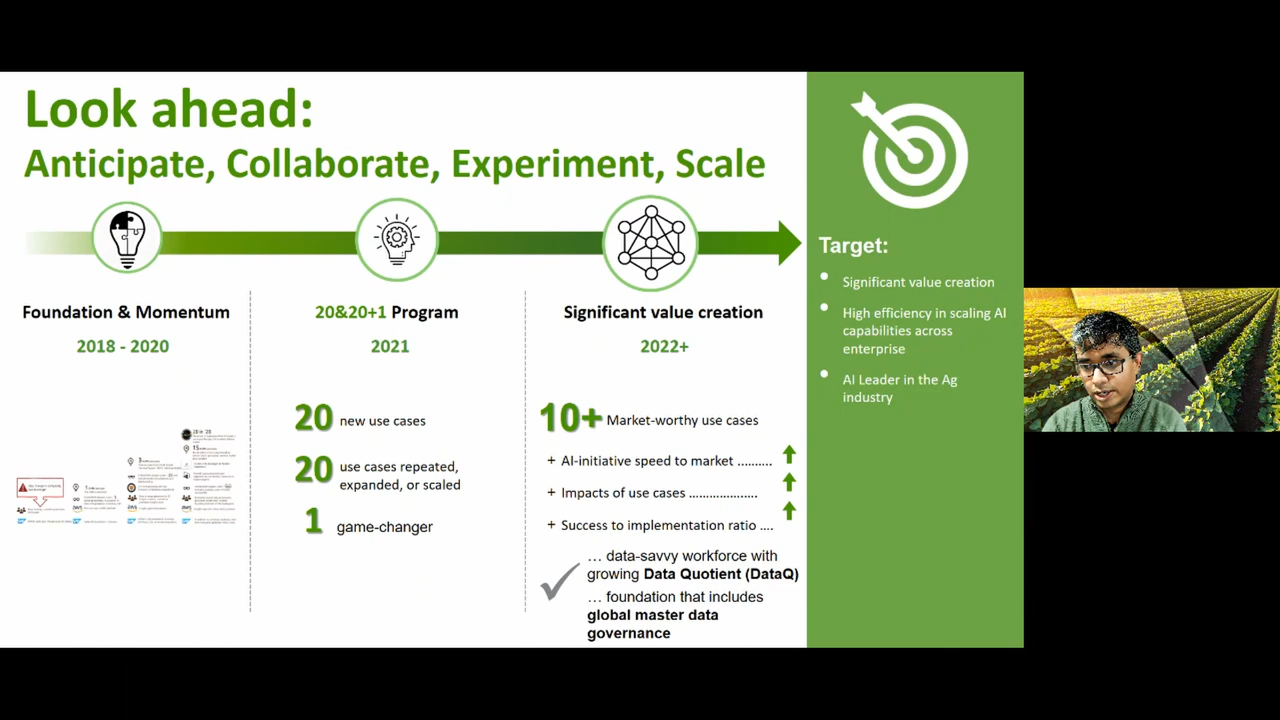 Look ahead:
Anticipate, Collaborate, Experiment, Scale
Foundation & Momentum
2018 - 2020
20&20+1 Program
2021
20 new use cases
20 use cases repeated,
expanded, or scaled
1 game-changer
Significant value creation
2022+
10+ Market-worthy use cases
+ AI-initiative speed to market ..........
+ Impacts of use cases ....................
+ Success to implementation ratio ....
... data-savvy workforce with
growing Data Quotient (DataQ)
... foundation that includes
global master data
governance
Target:
• Significant value creation
• High efficiency in scaling AI
capabilities across
enterprise
• AI Leader in the Ag
industry